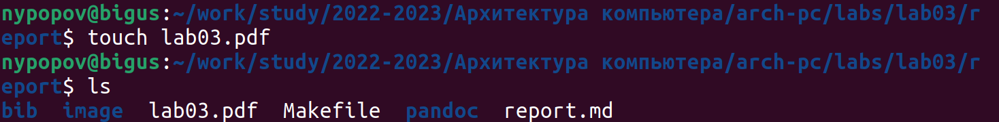 nypopov@bigus:~/work/study/2022-2023/Архитектура компьютера/arch-pc/labs/lab03/r
eport$ touch lab03.pdf
nypopov@bigus:~/work/study/2022-2023/Архитектура компьютера/arch-pc/labs/lab03/r
eport$ ls
bib  image  lab03.pdf  Makefile  pandoc  report.md